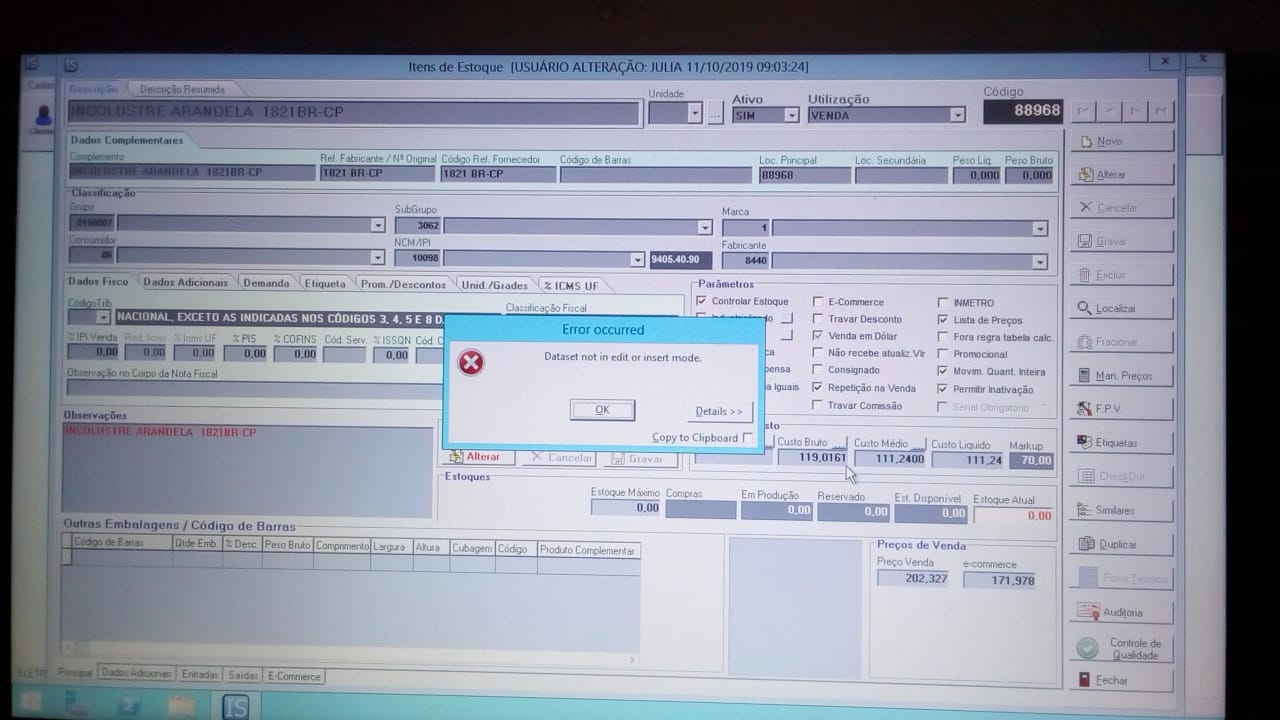 Itens de Estoque [USUÁRIO ALTERAÇÃO: JULIA 11/10/2019 09:03:24]
Descrição Descrição Resumida
Unidade Ativo Utilização Código
INCOLUSTRE ARANDELA 1821BR-CP SIM VENDA 88968
Dados Complementares
Complemento Ref. Fabricante / Nº Original Código Ref. Fornecedor Código de Barras Loc. Principal Loc. Secundária Peso Liq. Peso Bruto
INCOLUSTRE ARANDELA 1821BR-CP 1821 BR-CP 1821 BR-CP 88968 0,000 0,000
Classificação
Grupo SubGrupo Marca
0158007 3062 1
Consumidor NCM/IPI Fabricante
86 10098 9405.40.90 8440
Dados Fisco Dados Adicionais Demanda Etiqueta Prom./Descontos Unid./Grades % ICMS UF
CódigoTrib Classificação Fiscal
NACIONAL, EXCETO AS INDICADAS NOS CÓDIGOS 3, 4, 5 E 8 D
% IPI Venda Red. Icms % Icms UF % PIS % COFINS Cód. Serv. % ISSQN Cód. C
0,00 0,00 0,00 0,00 0,00 0,00
Observação no Corpo da Nota Fiscal
Parâmetros
Controlar Estoque E-Commerce INMETRO
Travar Desconto Lista de Preços
Venda em Dólar Fora regra tabela calc.
Não recebe atualiz. Vlr Promocional
Consignado Movim. Quant. Inteira
a Iguais Repetição na Venda Permitir Inativação
Travar Comissão Serial Obrigatório
Error occurred
Dataset not in edit or insert mode.
OK Details >>
Copy to Clipboard
Observações
INCOLUSTRE ARANDELA 1821BR-CP
Alterar Cancelar Gravar
sto
Custo Bruto Custo Médio Custo Liquido Markup
119,0161 111,2400 111,24 70,00
Estoques
Estoque Máximo Compras Em Produção Reservado Est. Disponível Estoque Atual
0,00 0,00 0,00 0,00 0,00
Outras Embalagens / Código de Barras
Código de Barras Qtde Emb. % Desc. Peso Bruto Comprimento Largura Altura Cubagem Código Produto Complementar
Preços de Venda
Preço Venda e-commerce
202,327 171,978
Principal Dados Adicionais Entradas Saídas E-Commerce
Novo
Alterar
Cancelar
Gravar
Excluir
Localizar
Fracionar
Man. Preços
F.P.V.
Etiquetas
CheckOut
Similares
Duplicar
Ficha Técnica
Auditoria
Controle de
Qualidade
Fechar
IS